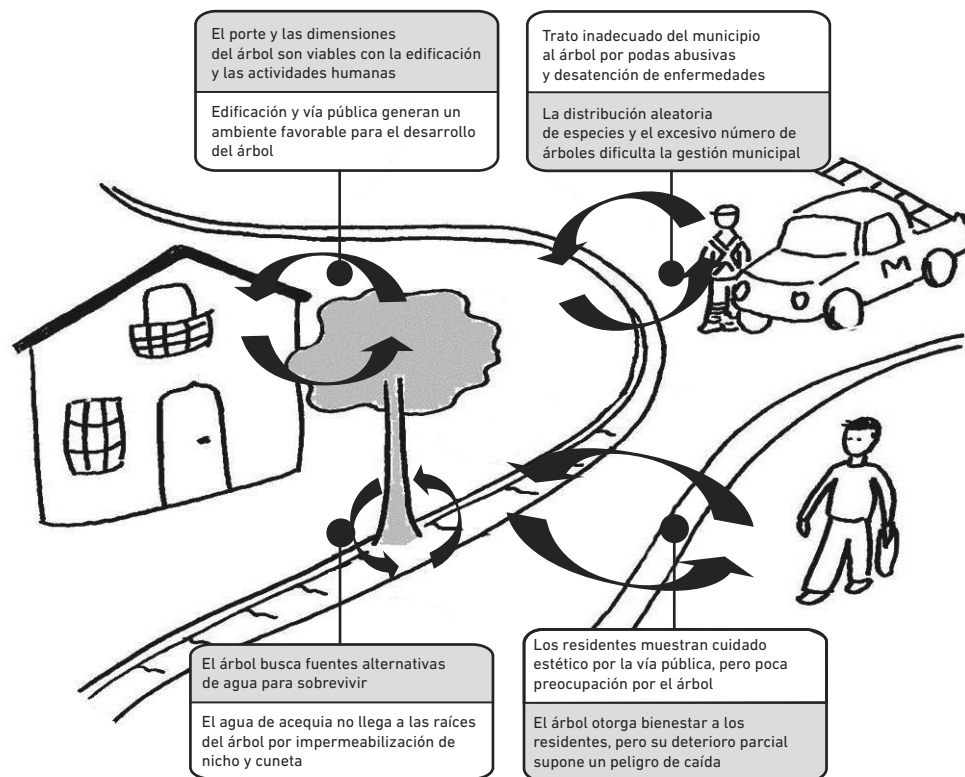 El porte y las dimensiones
del árbol son viables con la edificación
y las actividades humanas
Edificación y vía pública generan un
ambiente favorable para el desarrollo
del árbol
Trato inadecuado del municipio
al árbol por podas abusivas
y desatención de enfermedades
La distribución aleatoria
de especies y el excesivo número de
árboles dificulta la gestión municipal
M
El árbol busca fuentes alternativas
de agua para sobrevivir
El agua de acequia no llega a las raíces
del árbol por impermeabilización de
nicho y cuneta
Los residentes muestran cuidado
estético por la vía pública, pero poca
preocupación por el árbol
El árbol otorga bienestar a los
residentes, pero su deterioro parcial
supone un peligro de caída